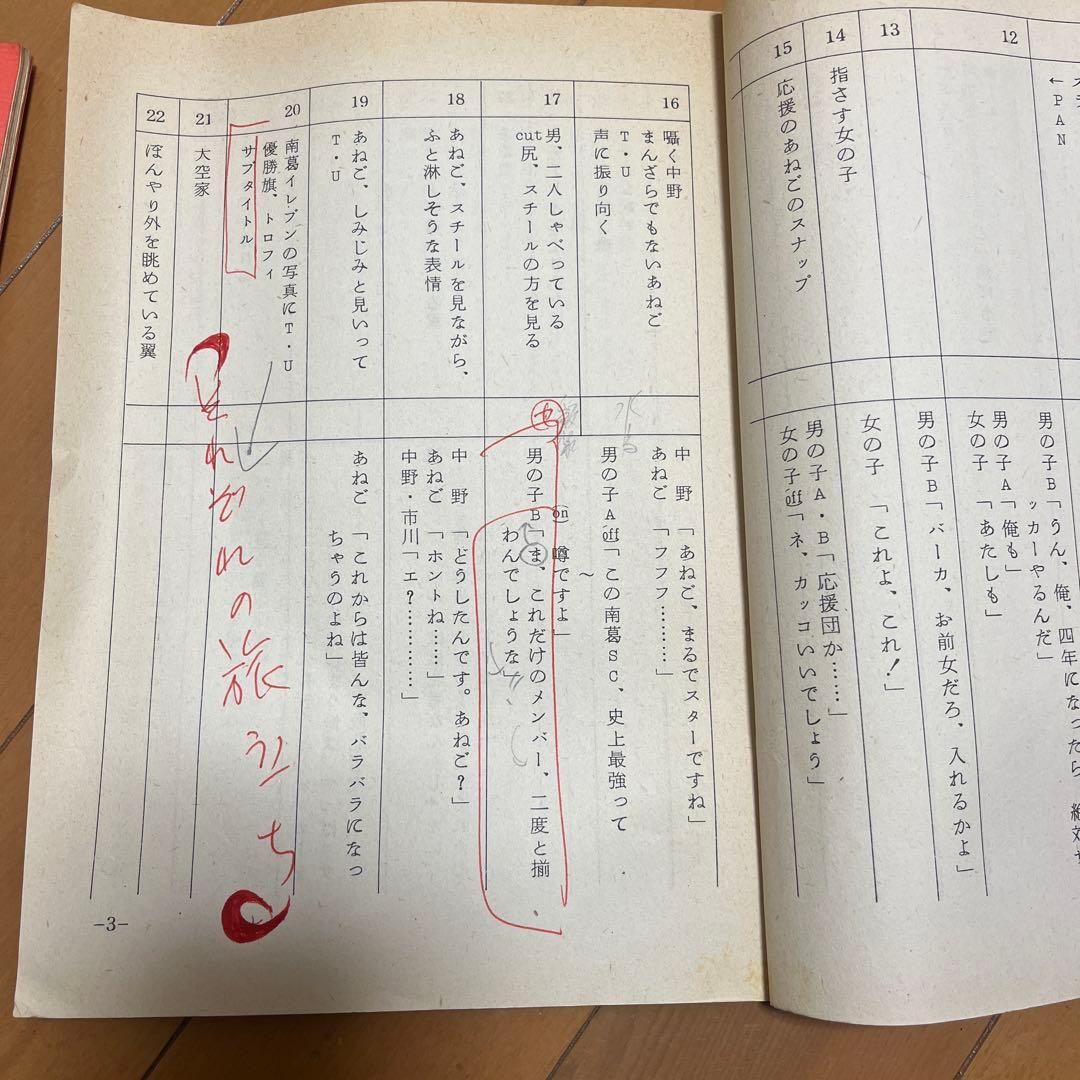 12
←PAN
男の子B「うん、俺、四年になったら、絶対サ
ッカーやるんだ」
男の子A「俺も」
女の子　「あたしも」
男の子B「バーカ、お前女だろ、入れるかよ」
13
女の子　「これよ、これ！」
14
指さす女の子
15
応援のあねごのスナップ
男の子A・B「応援団か……」
女の子off「ネ、カッコいいでしょう」
16
囁く中野
まんざらでもないあねご
T・U
声に振り向く
中　野　「あねご、まるでスターですね」
あねご　「フフフ………」
男の子A off「この南葛SC、史上最強って
〜
on 噂ですよ」
17
男、二人しゃべっている
cut尻、スチールの方を見る
男の子B「ま、これだけのメンバー、二度と揃
わんでしょうな」
18
あねご、スチールを見ながら、
ふと淋しそうな表情
中　野　「どうしたんです。あねご？」
あねご　「ホントね……」
中野・市川「エ？…………」
19
あねご、しみじみと見いって
T・U
あねご　「これからは皆んな、バラバラになっ
ちゃうのよね」
20
南葛イレブンの写真にT・U
優勝旗、トロフィ
サブタイトル
それぞれの旅立ち
21
大空家
22
ぼんやり外を眺めている翼
-3-